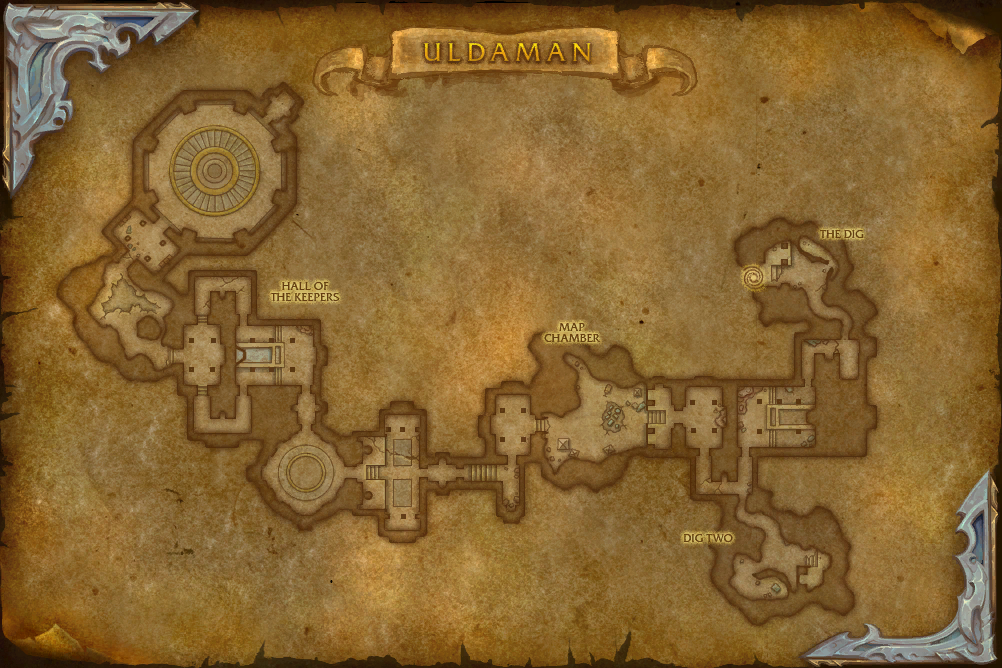 ULDAMAN
THE DIG
HALL OF
THE KEEPERS
MAP
CHAMBER
DIG TWO